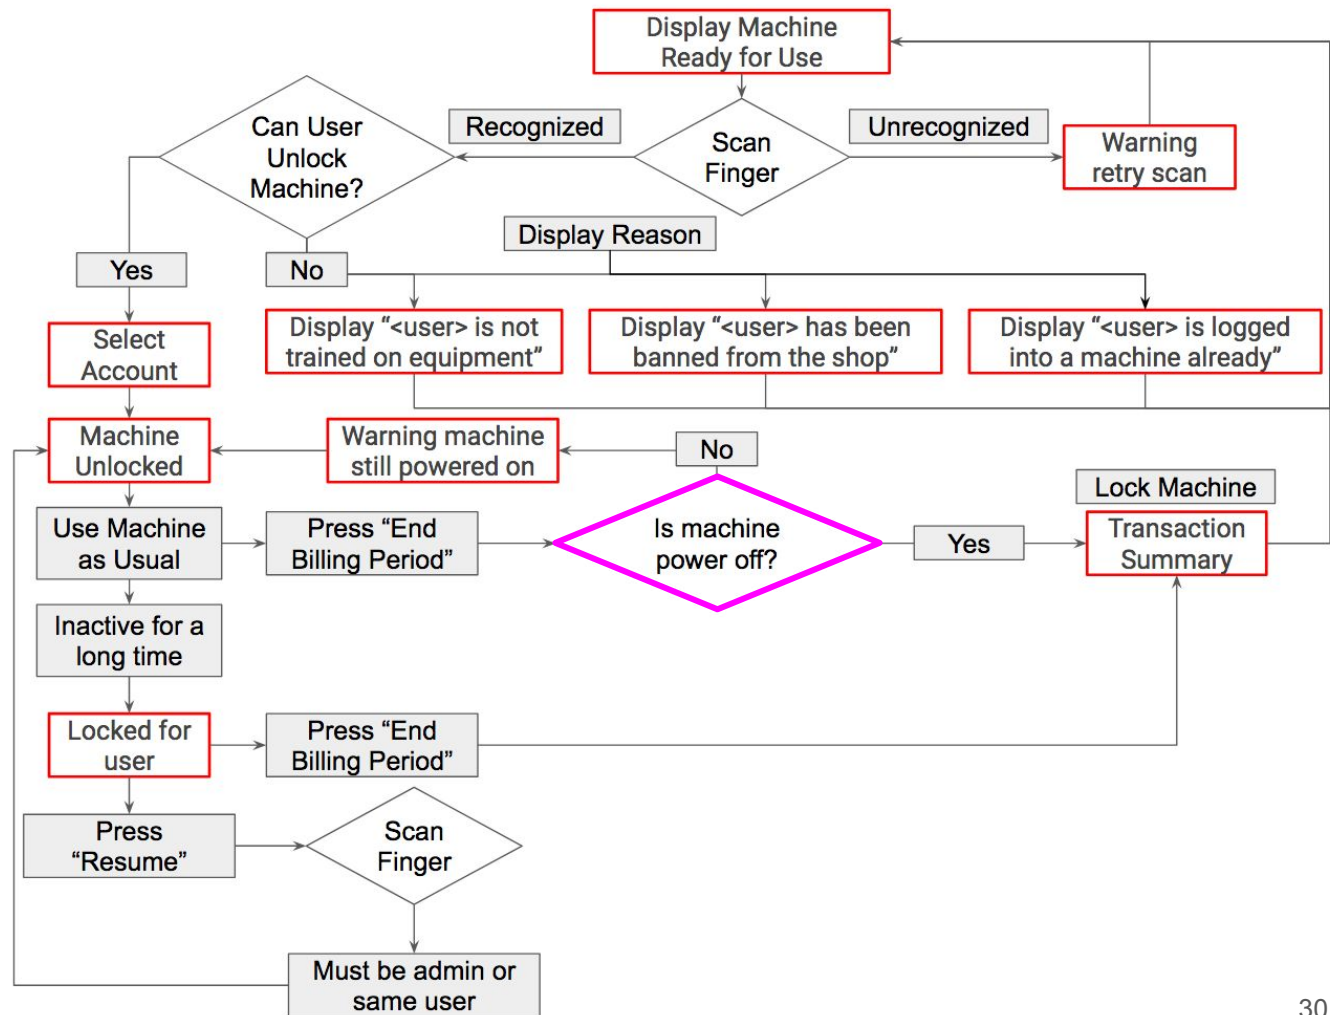 Display Machine
Ready for Use
Can User
Unlock
Machine?
Recognized
Scan
Finger
Unrecognized
Warning
retry scan
Display Reason
Yes
No
Select
Account
Display “<user> is not
trained on equipment”
Display “<user> has been
banned from the shop”
Display “<user> is logged
into a machine already”
Machine
Unlocked
Warning machine
still powered on
No
Lock Machine
Use Machine
as Usual
Press “End
Billing Period”
Is machine
power off?
Yes
Transaction
Summary
Inactive for a
long time
Locked for
user
Press “End
Billing Period”
Press
“Resume”
Scan
Finger
Must be admin or
same user
30